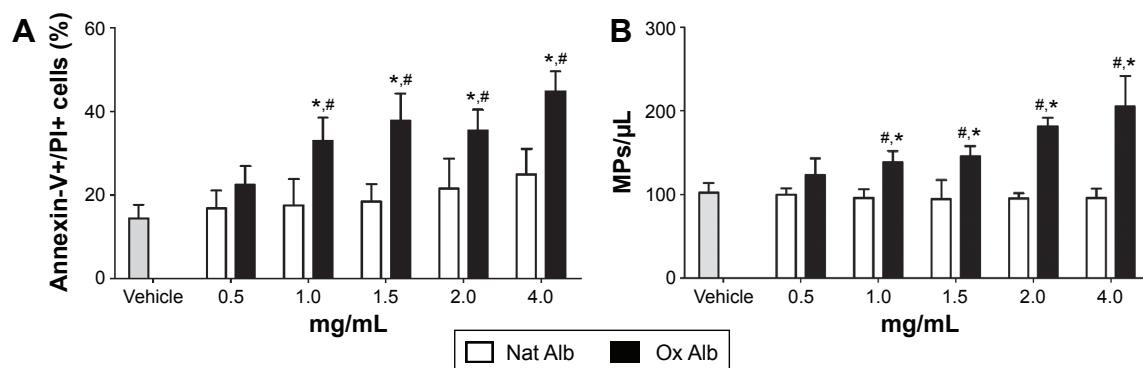 A
Annexin-V+/PI+ cells (%)
60
40
20
0
*,#
*,#
*,#
*,#
Vehicle 0.5 1.0 1.5 2.0 4.0
mg/mL
B
MPs/µL
300
200
100
0
#,*
#,*
#,*
#,*
Vehicle 0.5 1.0 1.5 2.0 4.0
mg/mL
Nat Alb Ox Alb